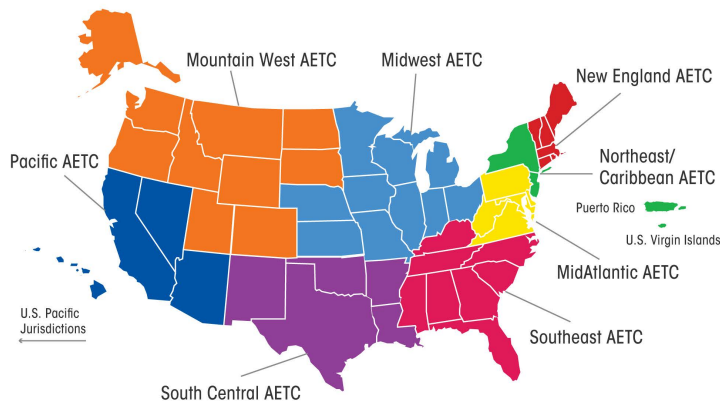 Mountain West AETC
Midwest AETC
New England AETC
Pacific AETC
Northeast/
Caribbean AETC
Puerto Rico
U.S. Virgin Islands
MidAtlantic AETC
U.S. Pacific
Jurisdictions
Southeast AETC
South Central AETC